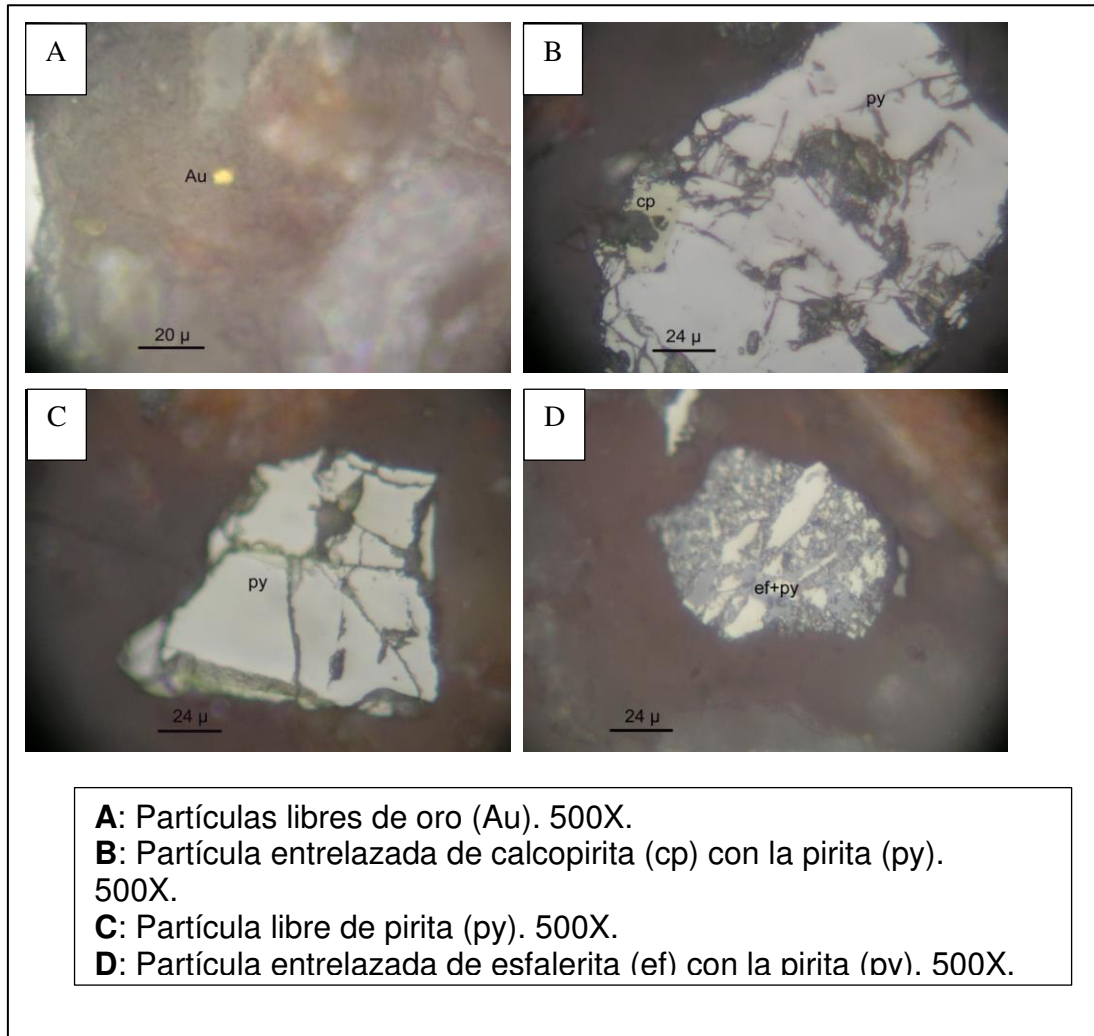 A
B
Au
py
cp
20 µ
24 µ
C
D
py
ef+py
24 µ
24 µ
A: Partículas libres de oro (Au). 500X.
B: Partícula entrelazada de calcopirita (cp) con la pirita (py).
500X.
C: Partícula libre de pirita (py). 500X.
D: Partícula entrelazada de esfalerita (ef) con la pirita (py). 500X.